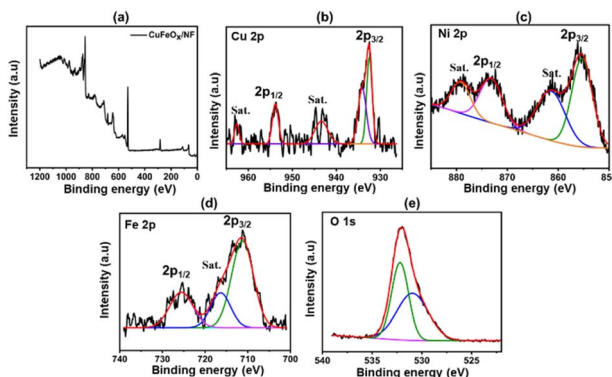 (a)
CuFeOx/NF
Intensity (a.u)
1200 1000 800 600 400 200 0
Binding energy (eV)
(b)
Cu 2p
2p3/2
2p1/2
Sat.
Sat.
Intensity (a.u)
960 950 940 930
Binding energy (eV)
(c)
Ni 2p
2p3/2
2p1/2
Sat.
Sat.
Intensity (a.u)
880 870 860 85
Binding energy (eV)
(d)
Fe 2p
2p3/2
2p1/2
Sat.
Intensity (a.u)
740 730 720 710 700
Binding energy (eV)
(e)
O 1s
Intensity (a.u)
540 535 530 525
Binding energy (eV)